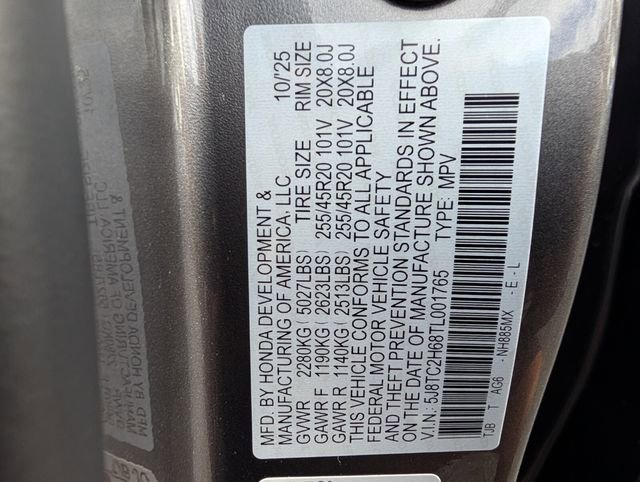 MFD. BY HONDA DEVELOPMENT &
MANUFACTURING OF AMERICA, LLC 10/'25
GVWR 2280KG ( 5027LBS) TIRE SIZE RIM SIZE
GAWR F 1190KG ( 2623LBS) 255/45R20 101V 20X8.0J
GAWR R 1140KG ( 2513LBS) 255/45R20 101V 20X8.0J
THIS VEHICLE CONFORMS TO ALL APPLICABLE
FEDERAL MOTOR VEHICLE SAFETY
AND THEFT PREVENTION STANDARDS IN EFFECT
ON THE DATE OF MANUFACTURE SHOWN ABOVE.
V.I.N.: 5J8TC2H68TL001765 TYPE: MPV
TJB T AG6 - NH885MX - E - L